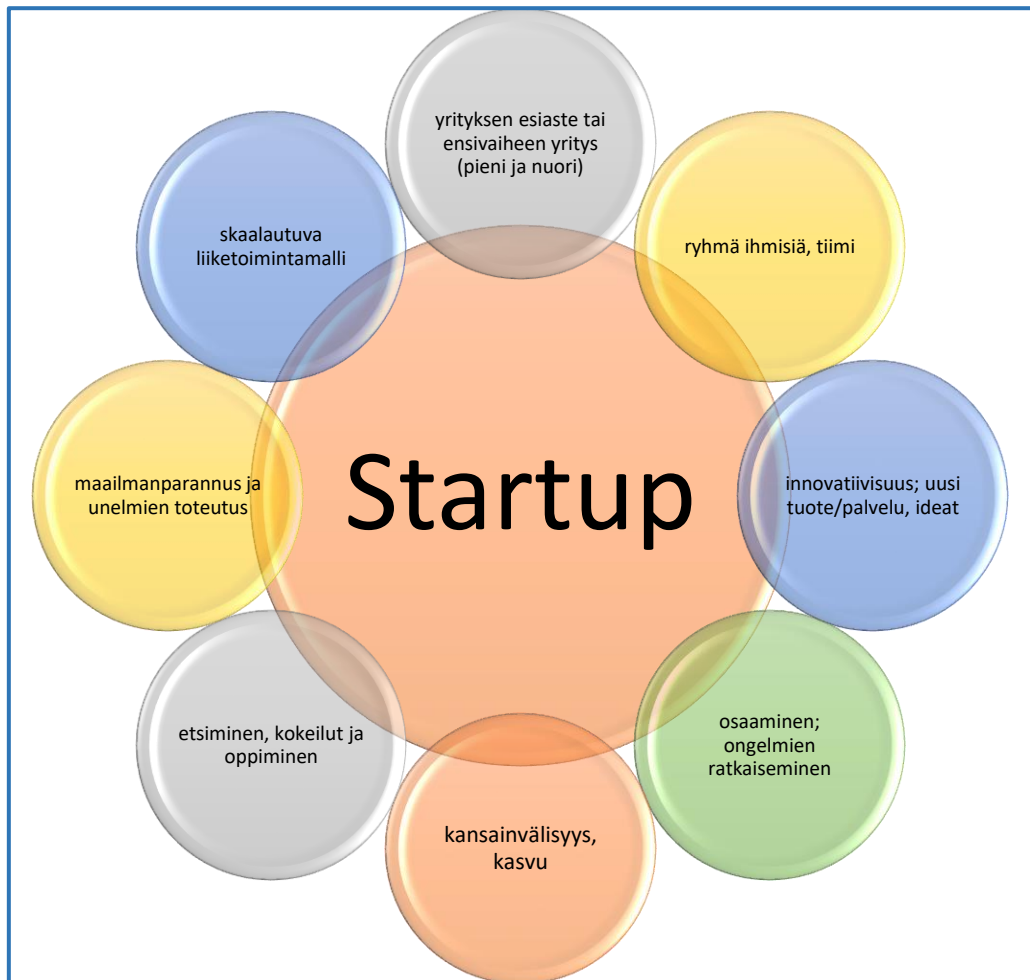 yrityksen esiaste tai
ensivaiheen yritys
(pieni ja nuori)
ryhmä ihmisiä, tiimi
innovatiivisuus; uusi
tuote/palvelu, ideat
osaaminen;
ongelmien
ratkaiseminen
kansainvälisyys,
kasvu
etsiminen, kokeilut ja
oppiminen
maailmanparannus ja
unelmien toteutus
skaalautuva
liiketoimintamalli
Startup